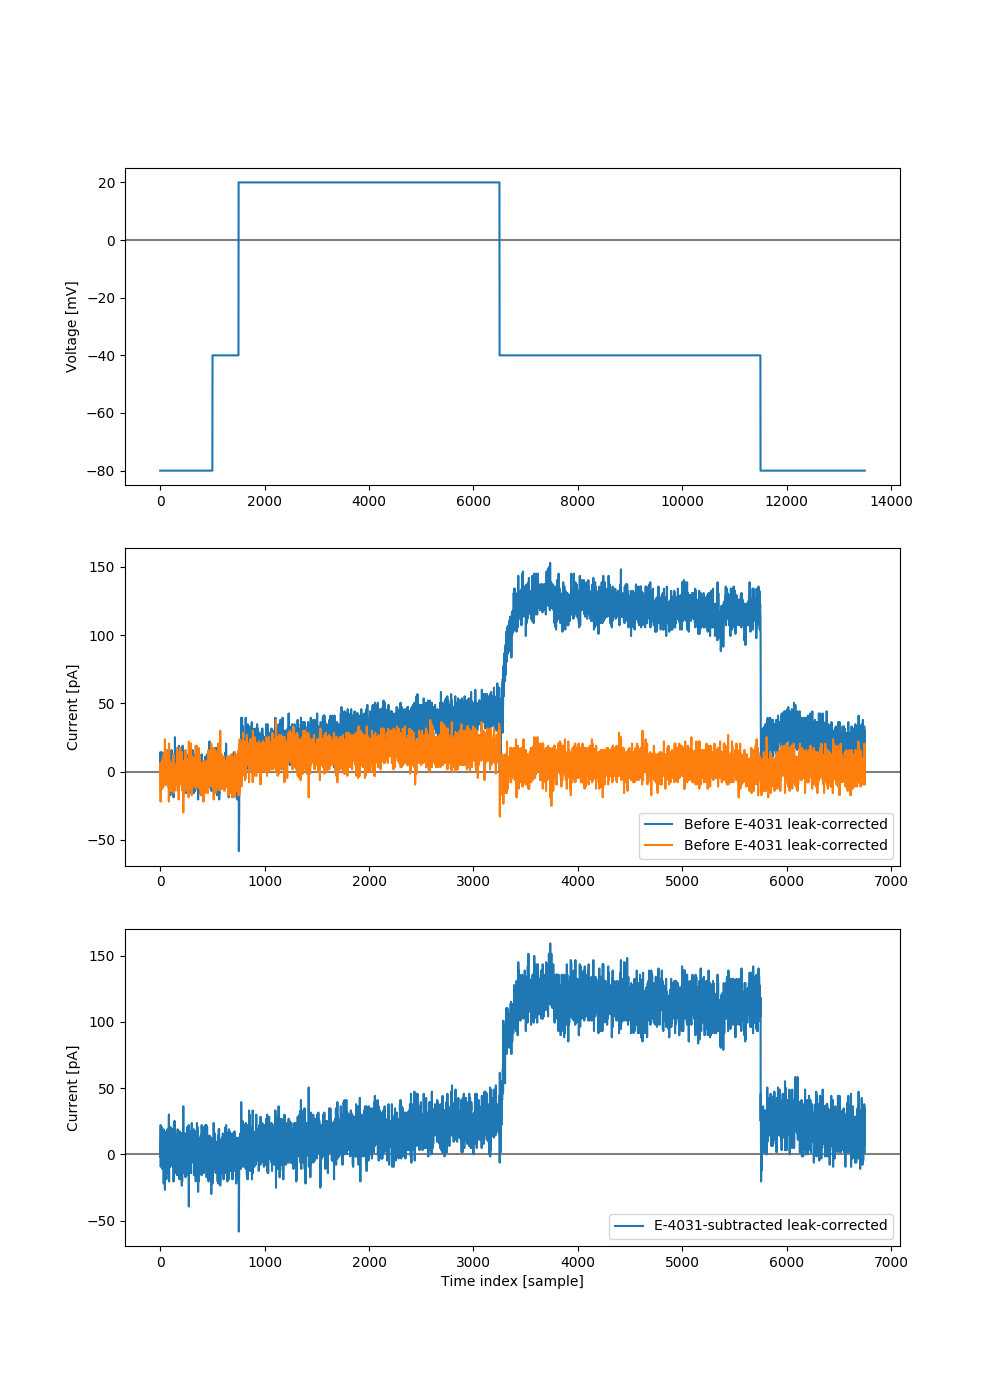 Voltage [mV]
20
0
−20
−40
−60
−80
0 2000 4000 6000 8000 10000 12000 14000
Current [pA]
150
100
50
0
−50
Before E-4031 leak-corrected
Before E-4031 leak-corrected
0 1000 2000 3000 4000 5000 6000 7000
Current [pA]
150
100
50
0
−50
E-4031-subtracted leak-corrected
0 1000 2000 3000 4000 5000 6000 7000
Time index [sample]